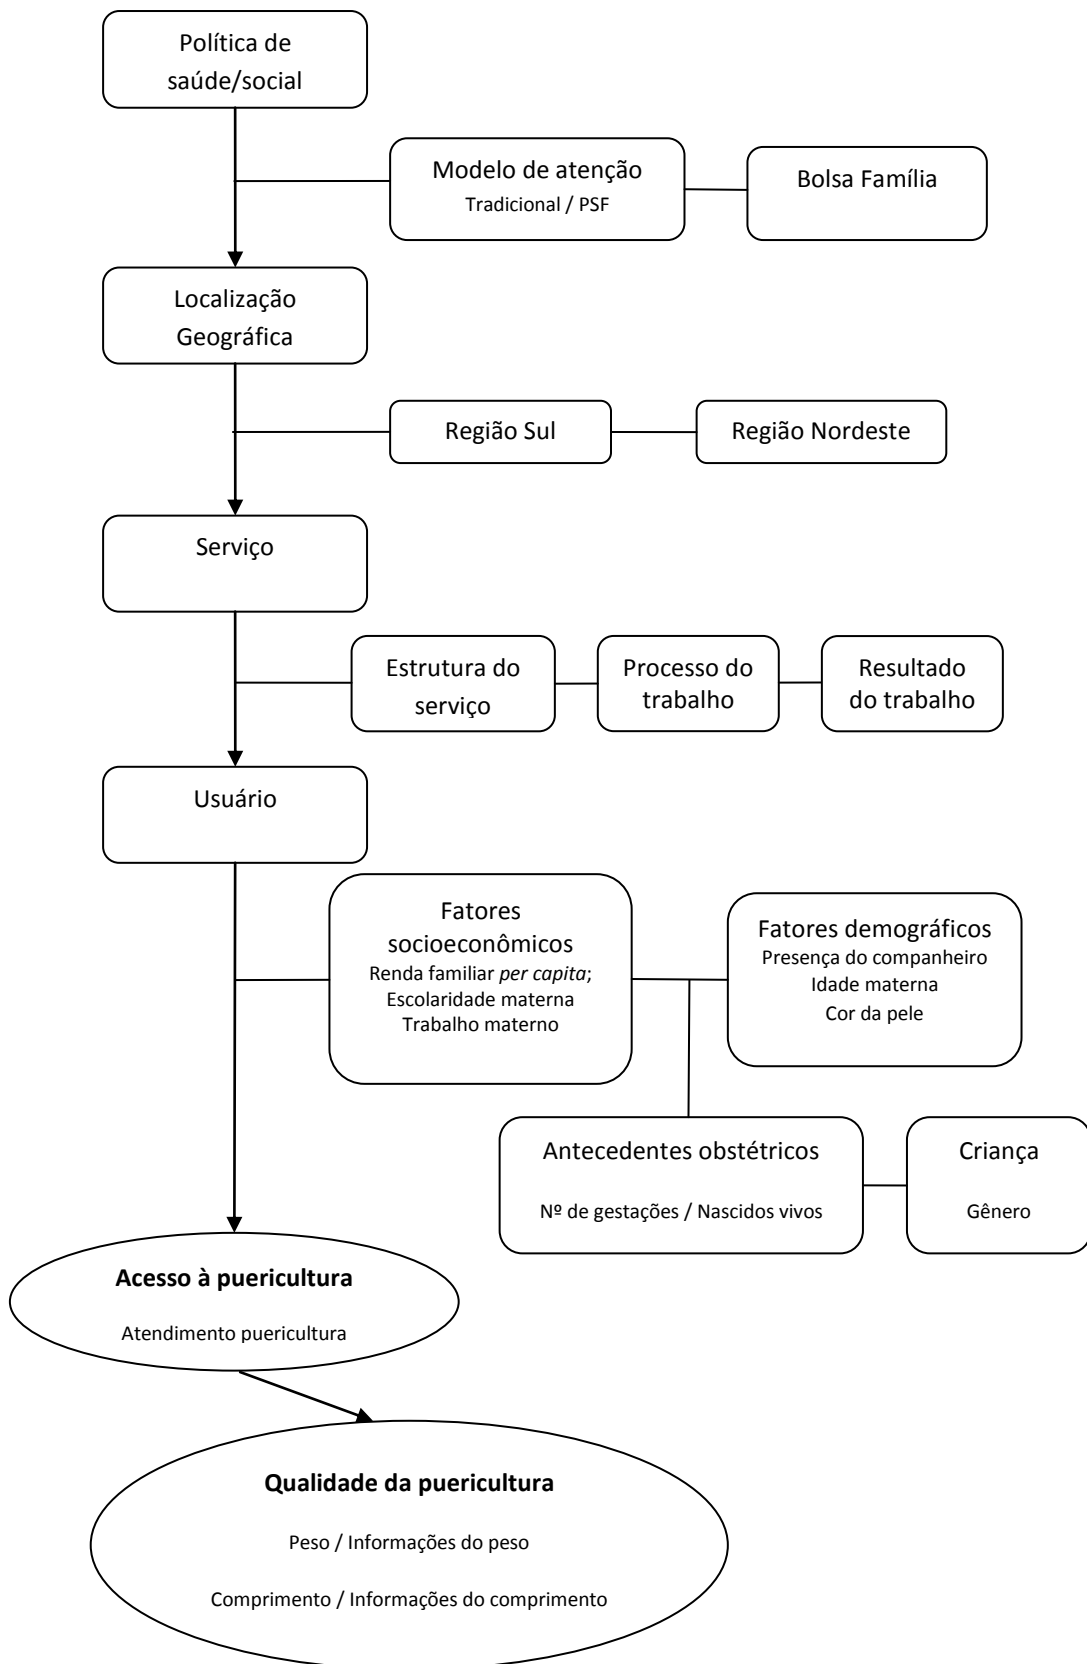 Política de
saúde/social
Modelo de atenção
Tradicional / PSF
Bolsa Família
Localização
Geográfica
Região Sul
Região Nordeste
Serviço
Estrutura do
serviço
Processo do
trabalho
Resultado
do trabalho
Usuário
Fatores
socioeconômicos
Renda familiar per capita;
Escolaridade materna
Trabalho materno
Fatores demográficos
Presença do companheiro
Idade materna
Cor da pele
Antecedentes obstétricos
Nº de gestações / Nascidos vivos
Criança
Gênero
Acesso à puericultura
Atendimento puericultura
Qualidade da puericultura
Peso / Informações do peso
Comprimento / Informações do comprimento